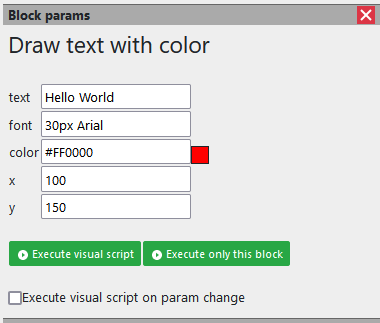 Block params
Draw text with color
text Hello World
font 30px Arial
color #FF0000
x 100
y 150
Execute visual script Execute only this block
Execute visual script on param change